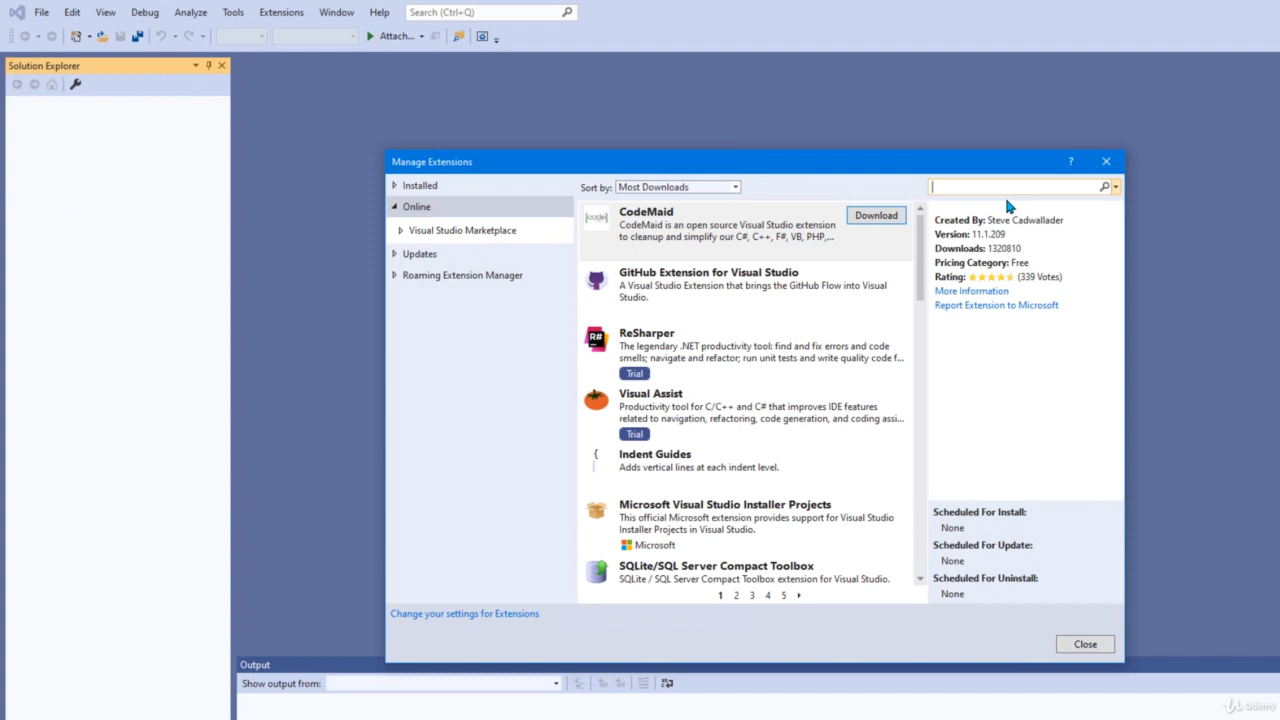 File Edit View Debug Analyze Tools Extensions Window Help Search (Ctrl+Q)
Attach...
Solution Explorer
Manage Extensions
Installed
Online
Visual Studio Marketplace
Updates
Roaming Extension Manager
Sort by: Most Downloads
CodeMaid
CodeMaid is an open source Visual Studio extension
to cleanup and simplify our C#, C++, F#, VB, PHP,...
Download
GitHub Extension for Visual Studio
A Visual Studio Extension that brings the GitHub Flow into Visual
Studio.
R#
ReSharper
The legendary .NET productivity tool: find and fix errors and code
smells; navigate and refactor; run unit tests and write quality code f...
Trial
Visual Assist
Productivity tool for C/C++ and C# that improves IDE features
related to navigation, refactoring, code generation, and coding assi...
Trial
Indent Guides
Adds vertical lines at each indent level.
Microsoft Visual Studio Installer Projects
This official Microsoft extension provides support for Visual Studio
Installer Projects in Visual Studio.
Microsoft
SQLite/SQL Server Compact Toolbox
SQLite / SQL Server Compact Toolbox extension for Visual Studio.
1 2 3 4 5
Created By: Steve Cadwallader
Version: 11.1.209
Downloads: 1320810
Pricing Category: Free
Rating: (339 Votes)
More Information
Report Extension to Microsoft
Scheduled For Install:
None
Scheduled For Update:
None
Scheduled For Uninstall:
None
Change your settings for Extensions
Close
Output
Show output from:
Udemy